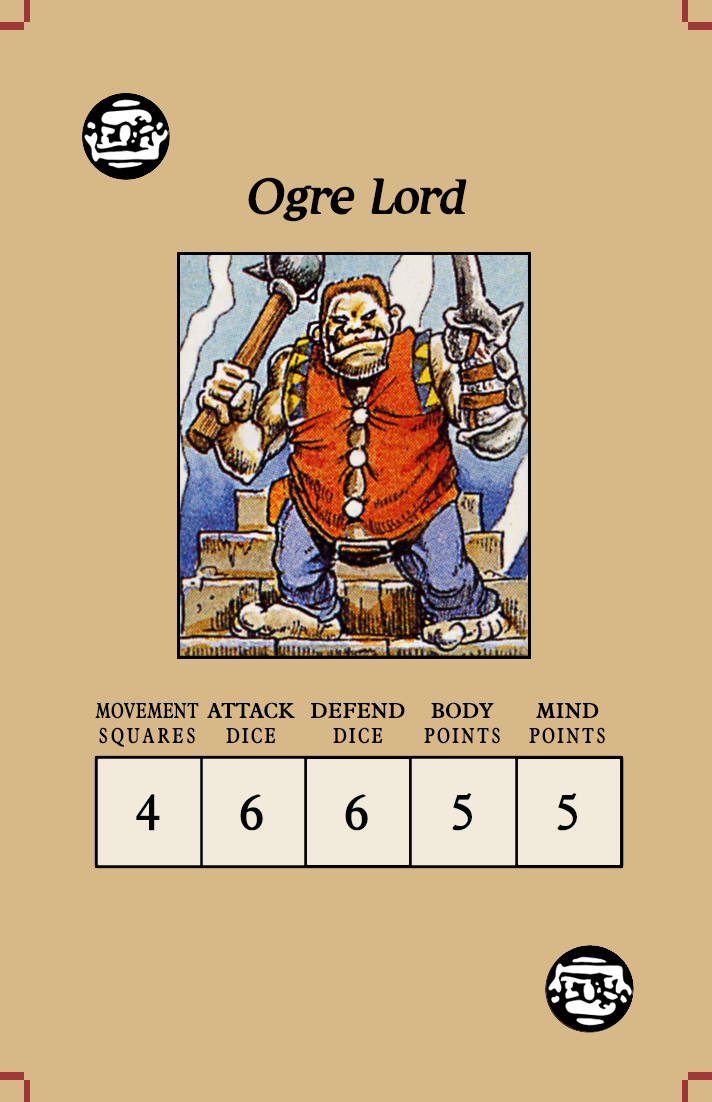 Ogre Lord
MOVEMENT ATTACK DEFEND BODY MIND
SQUARES DICE DICE POINTS POINTS
4 6 6 5 5